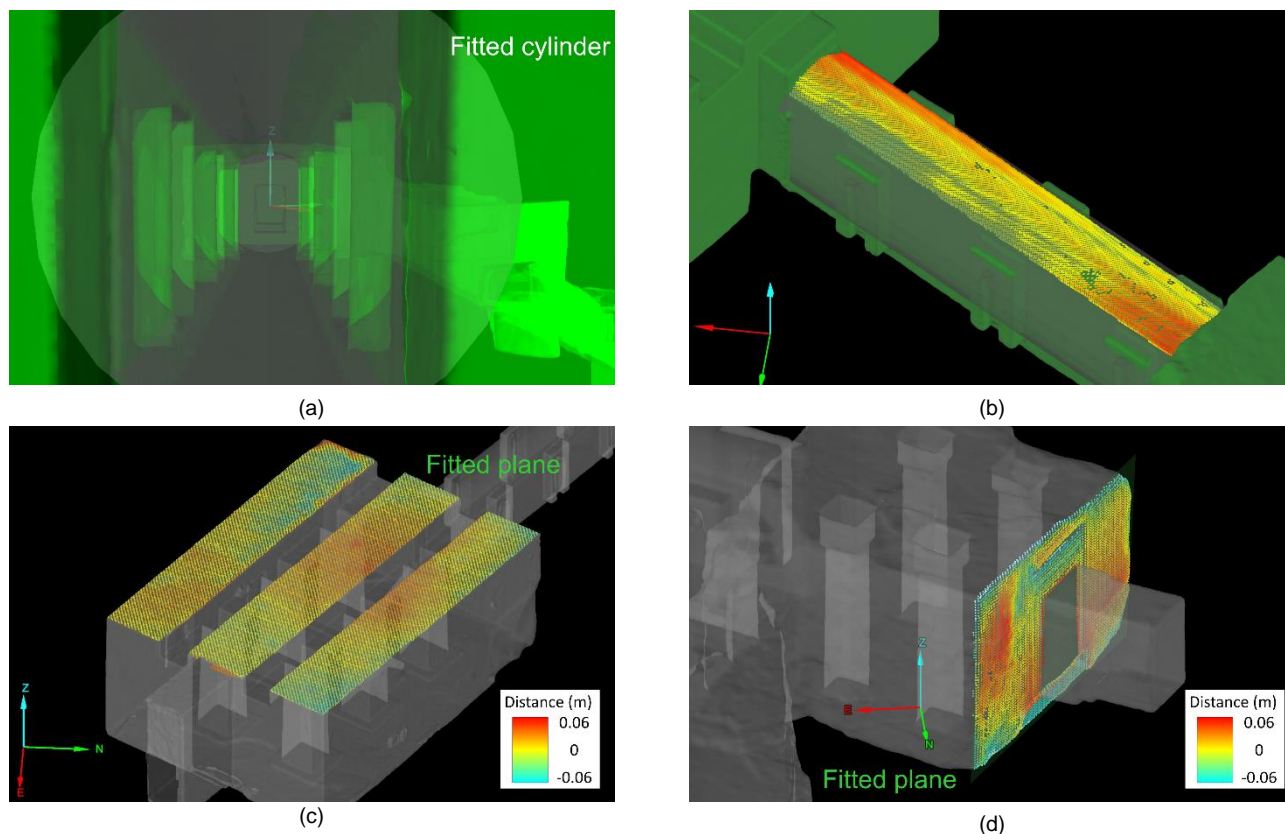 Fitted cylinder
Z
(a)
(b)
Fitted plane
Z
N
E
Distance (m)
0.06
0
-0.06
(c)
Z
E
N
Fitted plane
Distance (m)
0.06
0
-0.06
(d)